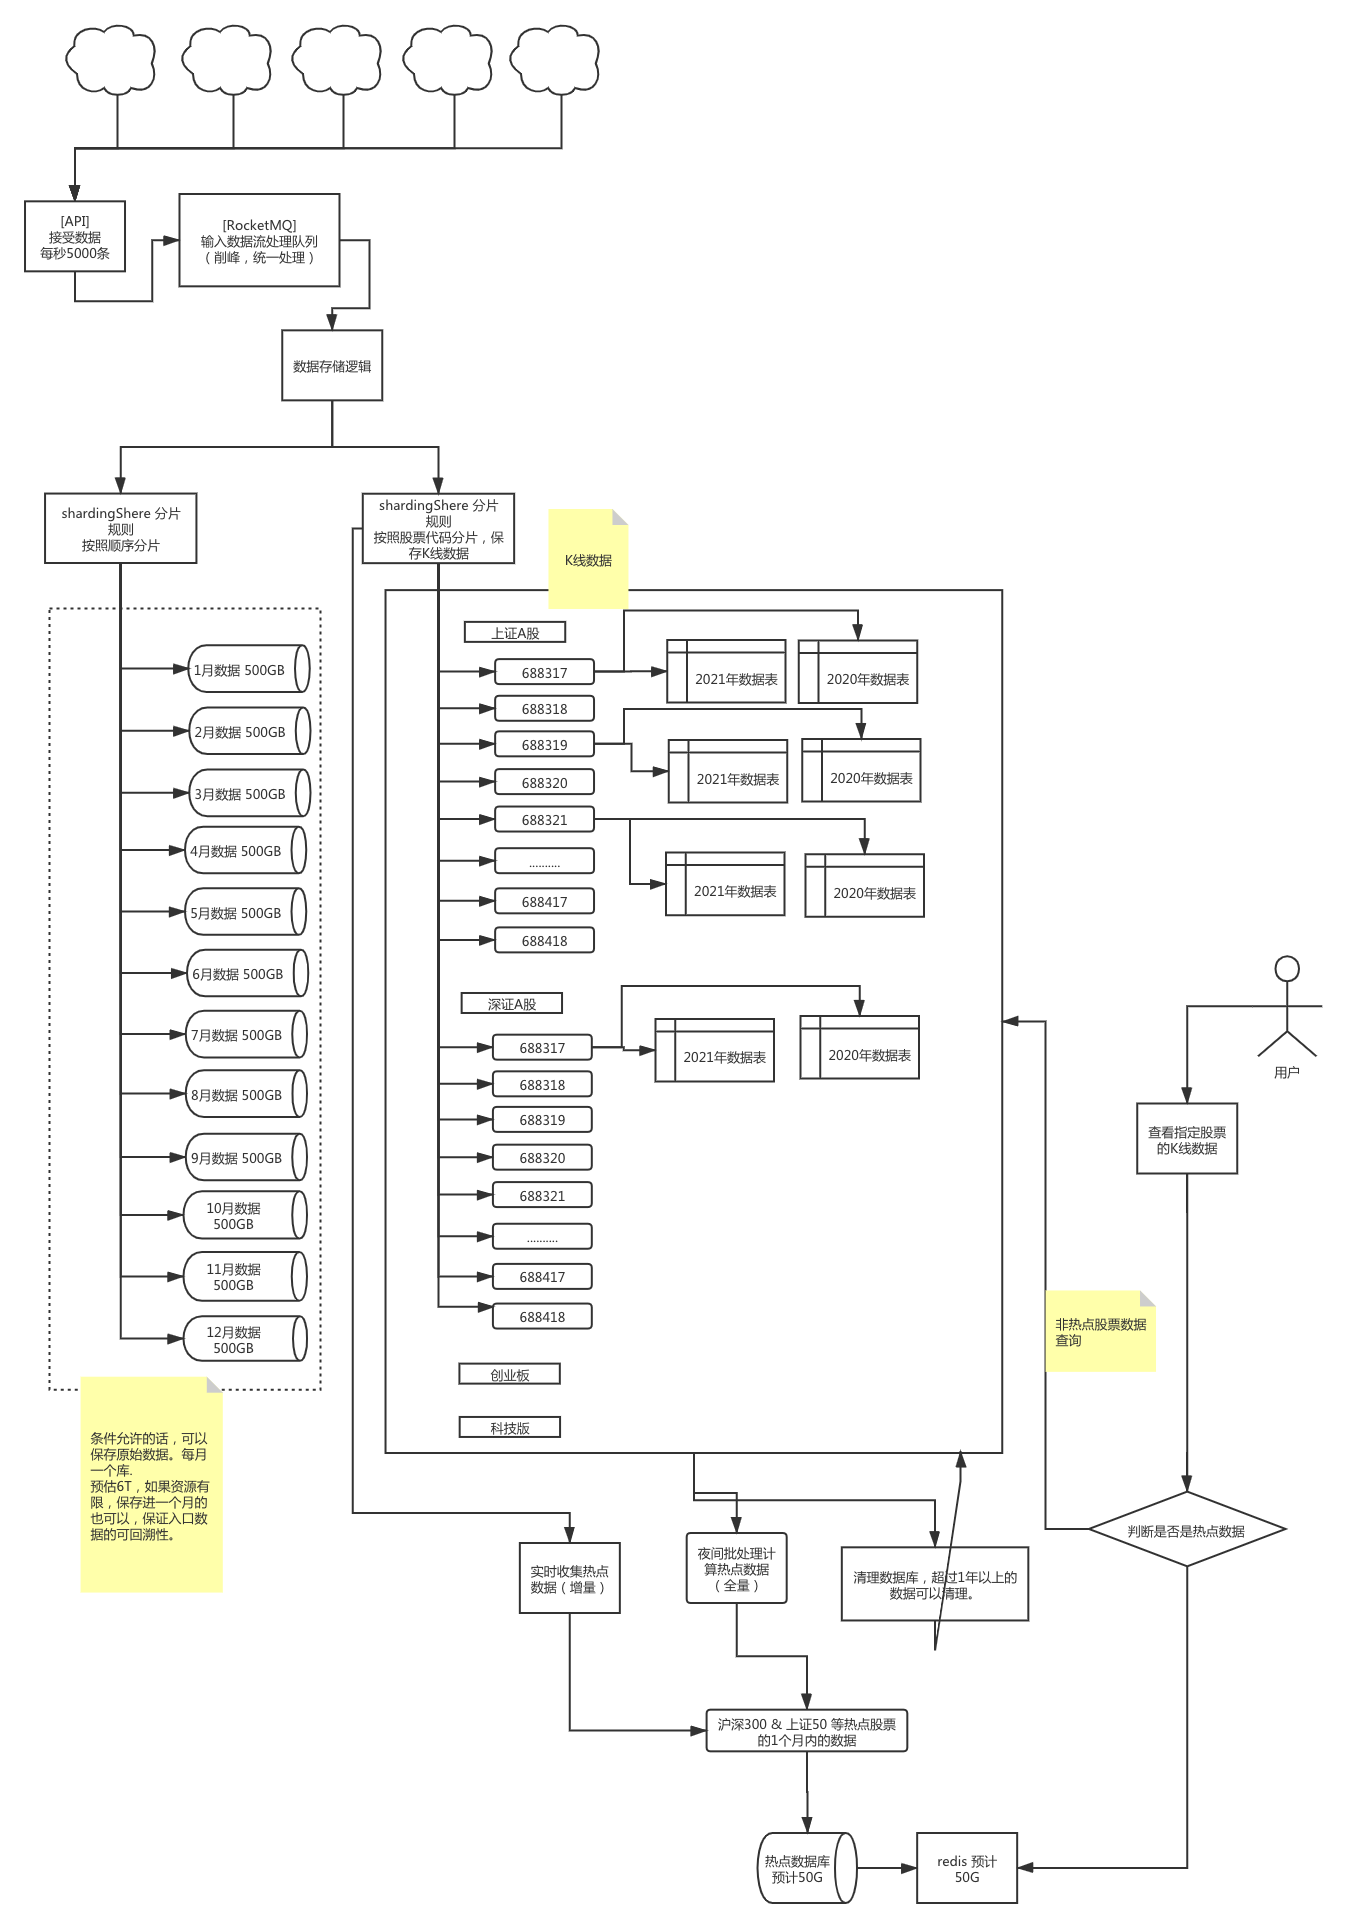 [API]
接受数据
每秒5000条
[RocketMQ]
输入数据流处理队列
（削峰，统一处理）
数据存储逻辑
shardingShere 分片
规则
按照顺序分片
shardingShere 分片
规则
按照股票代码分片，保
存K线数据
K线数据
1月数据 500GB
2月数据 500GB
3月数据 500GB
4月数据 500GB
5月数据 500GB
6月数据 500GB
7月数据 500GB
8月数据 500GB
9月数据 500GB
10月数据
500GB
11月数据
500GB
12月数据
500GB
条件允许的话，可以
保存原始数据。每月
一个库.
预估6T，如果资源有
限，保存进一个月的
也可以，保证入口数
据的可回溯性。
上证A股
688317
2021年数据表
2020年数据表
688318
688319
2021年数据表
2020年数据表
688320
688321
2021年数据表
2020年数据表
..........
688417
688418
深证A股
688317
2021年数据表
2020年数据表
688318
688319
688320
688321
..........
688417
688418
创业板
科技版
用户
查看指定股票
的K线数据
非热点股票数据
查询
判断是否是热点数据
实时收集热点
数据（增量）
夜间批处理计
算热点数据
（全量）
清理数据库，超过1年以上的
数据可以清理。
沪深300 & 上证50 等热点股票
的1个月内的数据
热点数据库
预计50G
redis 预计
50G